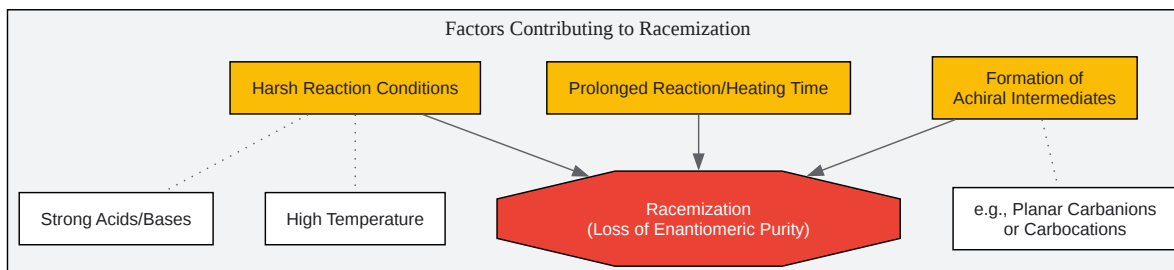 Factors Contributing to Racemization
Harsh Reaction Conditions
Prolonged Reaction/Heating Time
Formation of
Achiral Intermediates
Strong Acids/Bases
High Temperature
Racemization
(Loss of Enantiomeric Purity)
e.g., Planar Carbanions
or Carbocations